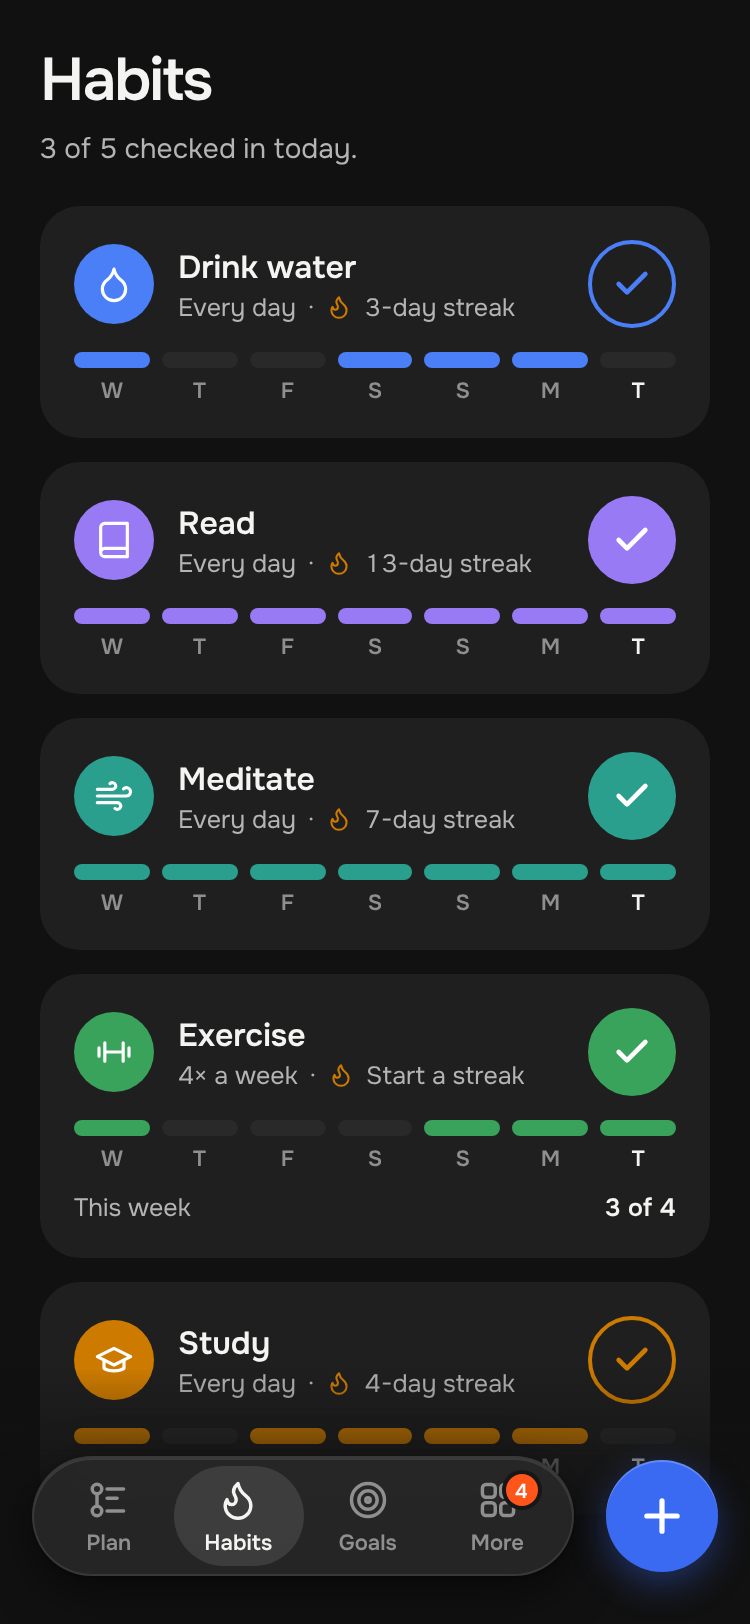 Habits
3 of 5 checked in today.
Drink water
Every day · 3-day streak
W T F S S M T
Read
Every day · 13-day streak
W T F S S M T
Meditate
Every day · 7-day streak
W T F S S M T
Exercise
4× a week · Start a streak
W T F S S M T
This week 3 of 4
Study
Every day · 4-day streak
M T
4
Plan Habits Goals More